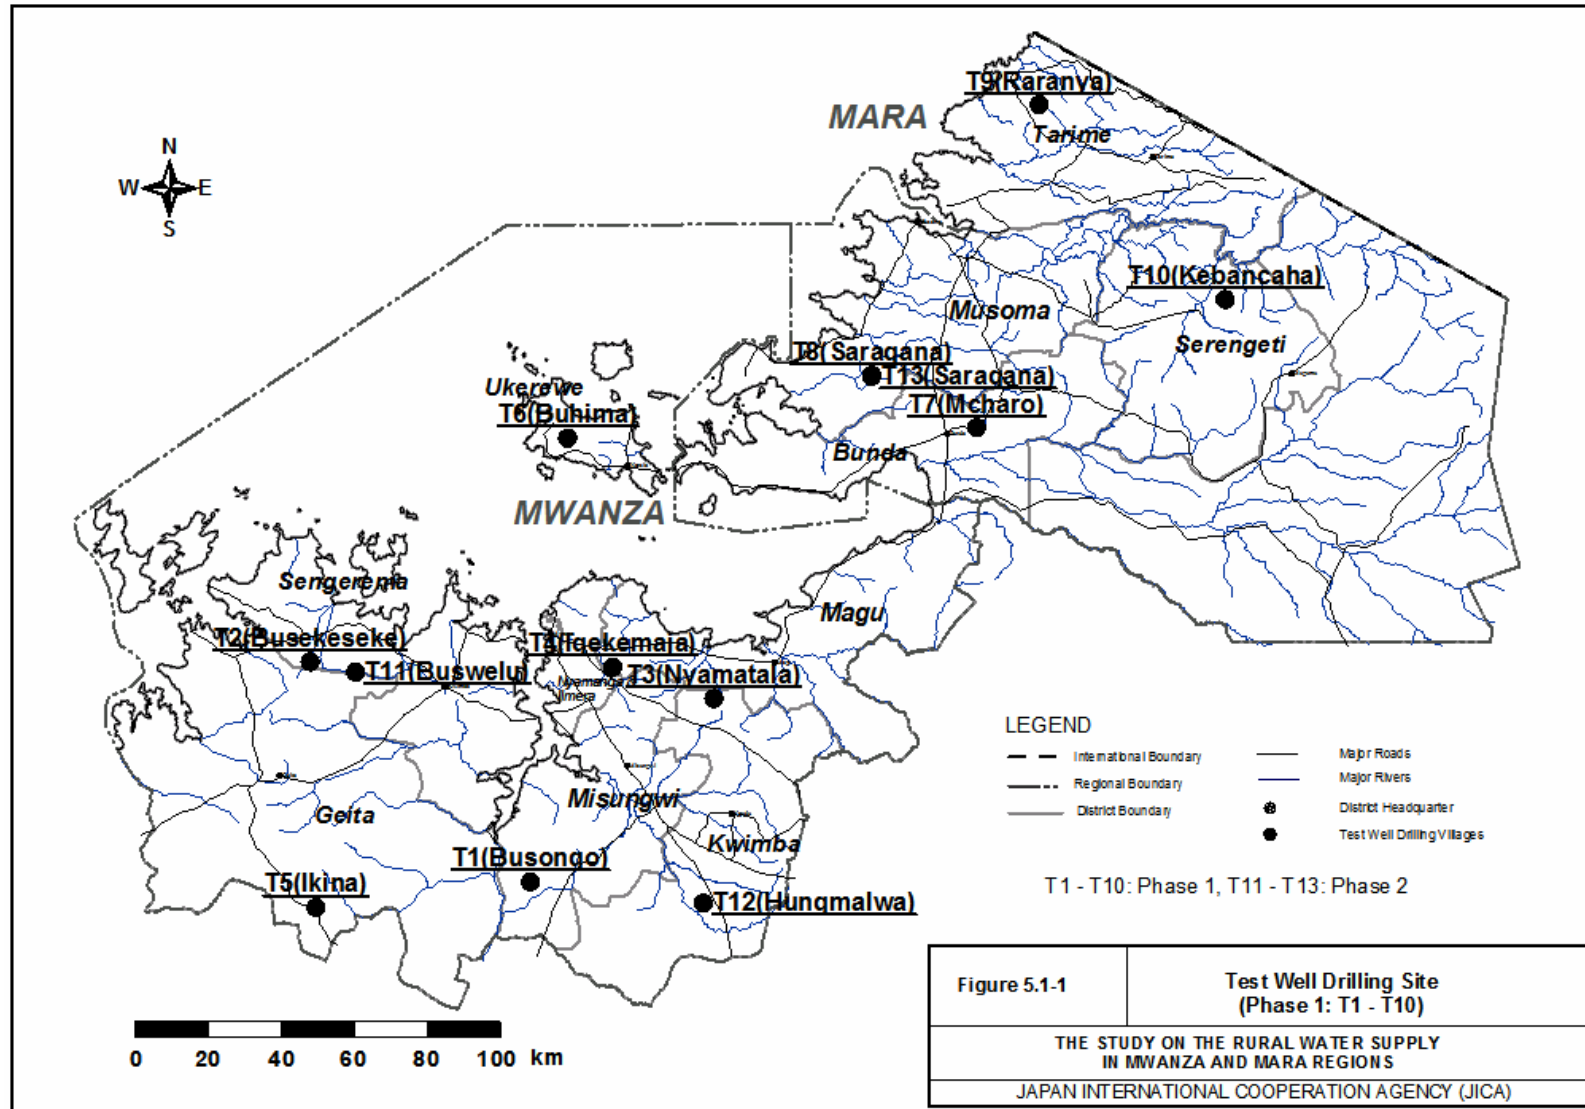 N
W E
S
MARA
T9(Raranya)
Tarime
T10(Kebancaha)
Musoma
Serengeti
T8(Saragana)
T13(Saragana)
T7(Mcharo)
Ukerewe
T6(Buhima)
Bunda
MWANZA
Sengerema
Magu
T2(Busekeseke)
T11(Buswelu)
T4(Igekemaja)
T3(Nyamatala)
Ilmera
Misungwi
Geita
Kwimba
T1(Busongo)
T5(Ikina)
T12(Hungmalwa)
LEGEND
International Boundary
Regional Boundary
District Boundary
Major Roads
Major Rivers
District Headquarter
Test Well Drilling Villages
T1 - T10: Phase 1, T11 - T13: Phase 2
0 20 40 60 80 100 km
Figure 5.1-1
Test Well Drilling Site
(Phase 1: T1 - T10)
THE STUDY ON THE RURAL WATER SUPPLY
IN MWANZA AND MARA REGIONS
JAPAN INTERNATIONAL COOPERATION AGENCY (JICA)